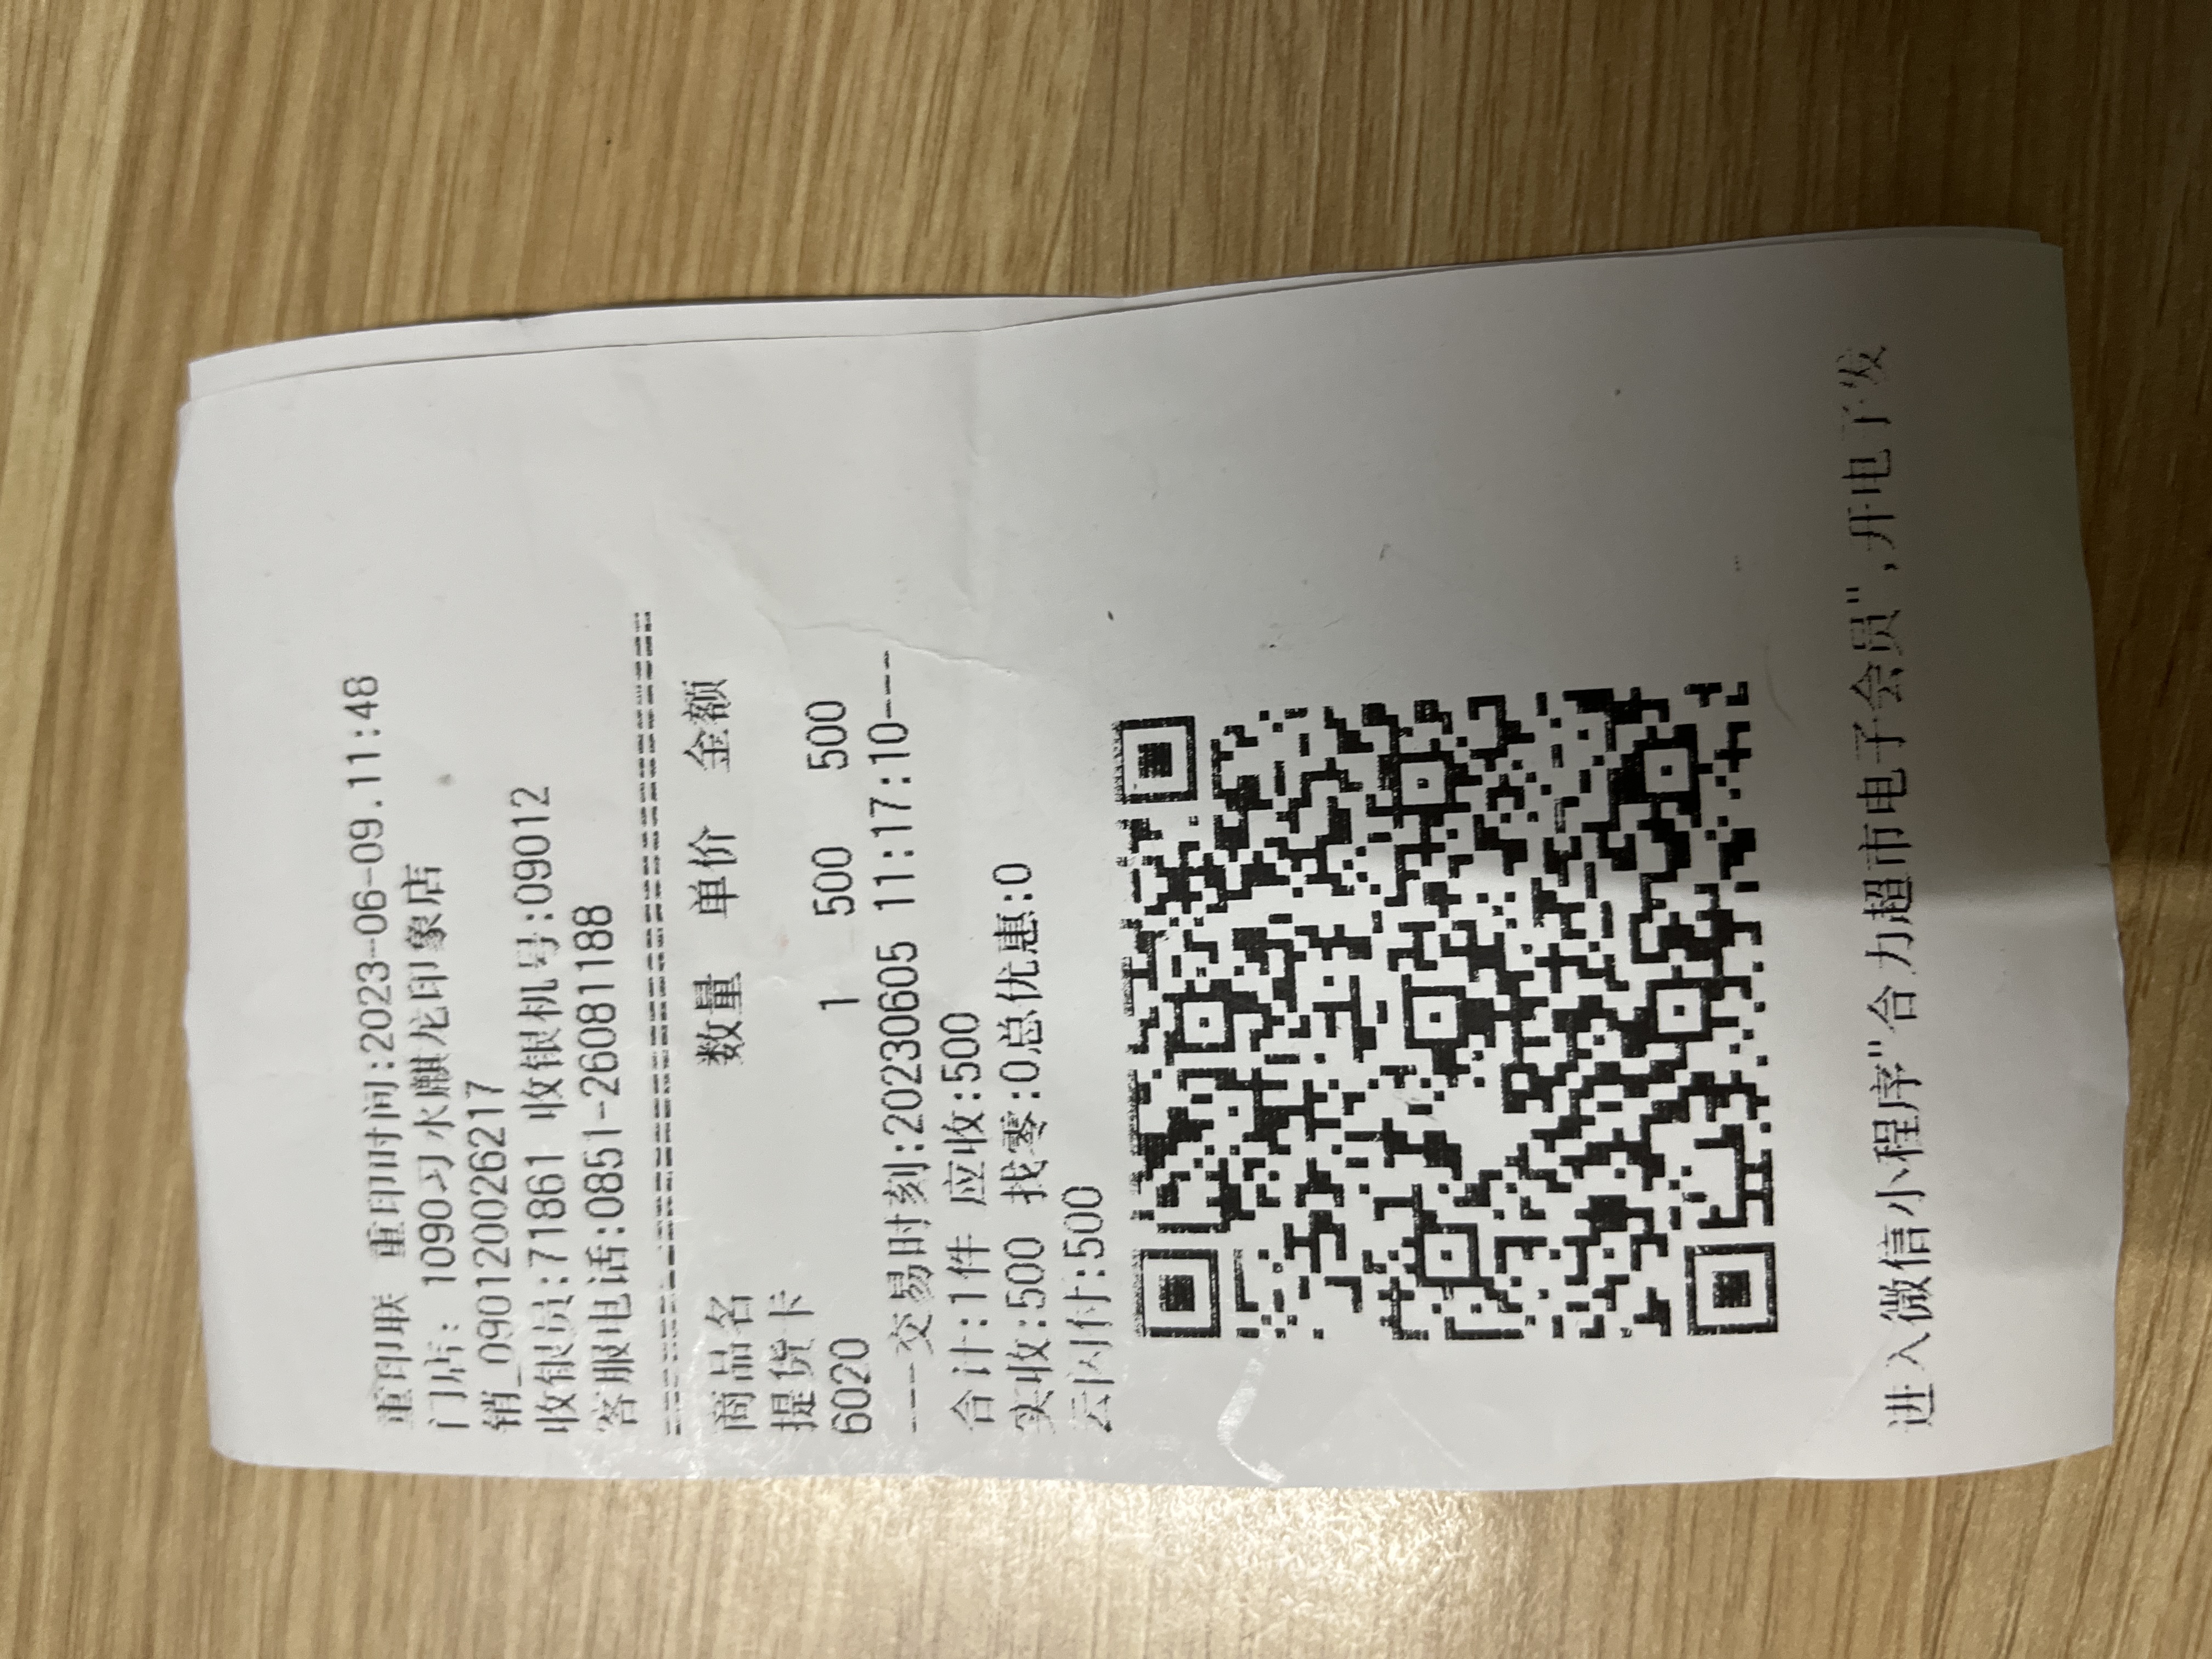 重印联 重印时间:2023-06-09.11:48
门店: 1090习水麒龙印象店
销_090120026217
收银员:71861 收银机号:09012
客服电话:0851-26081188
商品名 数量 单价 金额
提货卡
6020 1 500 500
----交易时刻:20230605 11:17:10----
合计:1件 应收:500
实收:500 找零:0总优惠:0
云闪付:500
进入微信小程序"合力超市电子会员",开电子发